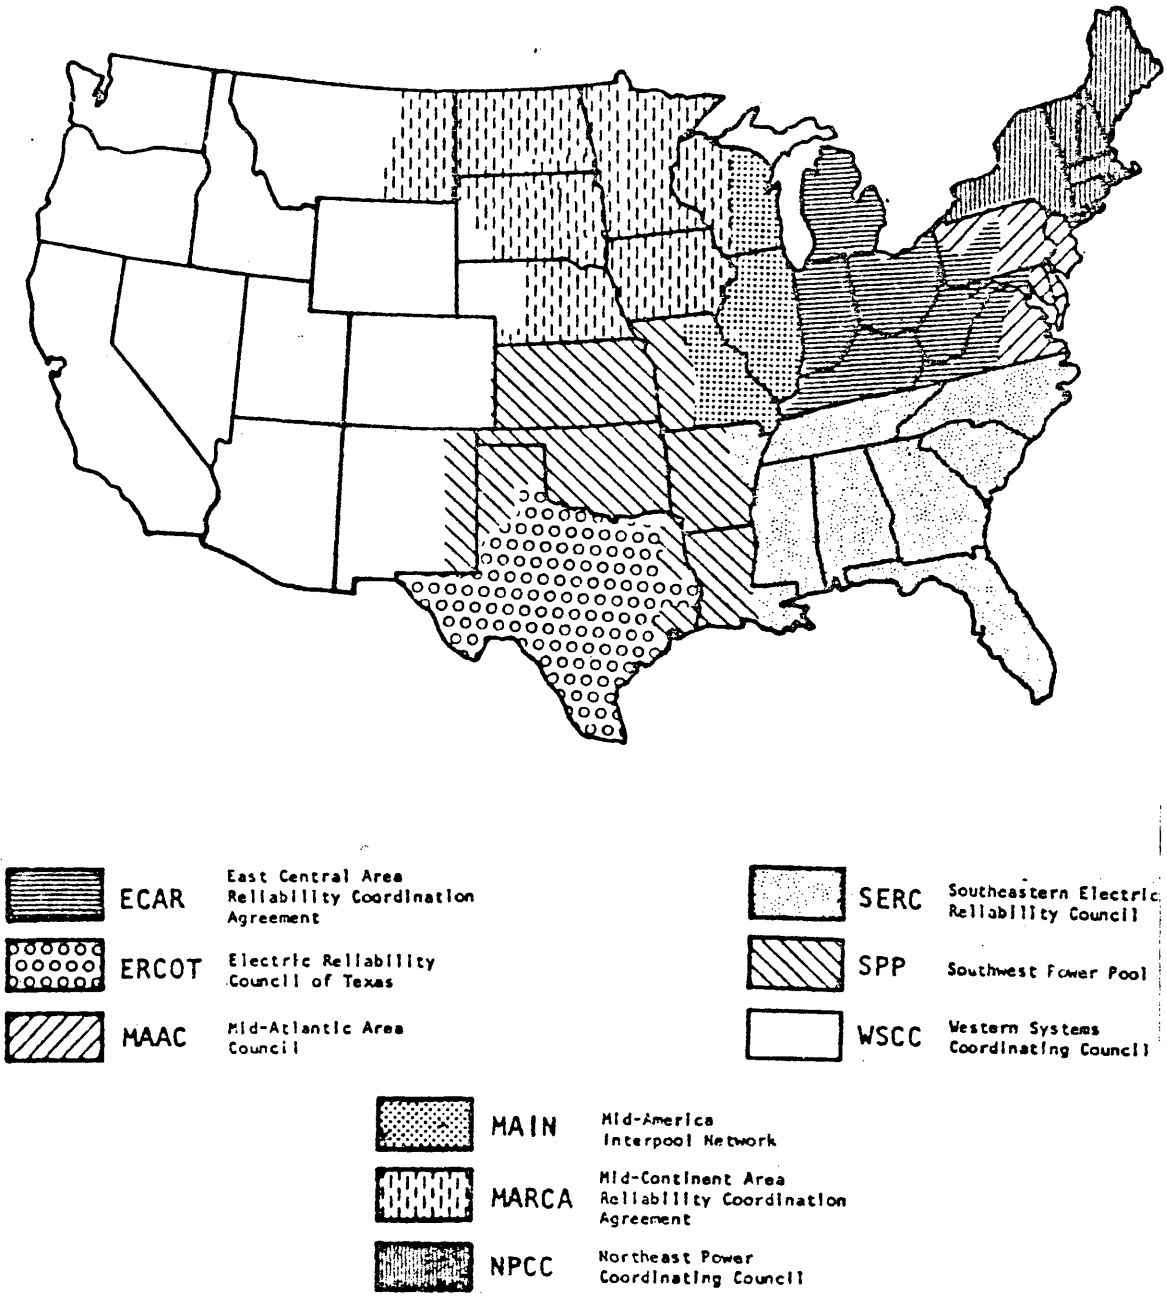 ECAR
East Central Area
Reliability Coordination
Agreement
ERCOT
Electric Reliability
Council of Texas
MAAC
Mid-Atlantic Area
Council
SERC
Southeastern Electric
Reliability Council
SPP
Southwest Power Pool
WSCC
Western Systems
Coordinating Council
MAIN
Mid-America
Interpool Network
MARCA
Mid-Continent Area
Reliability Coordination
Agreement
NPCC
Northeast Power
Coordinating Council